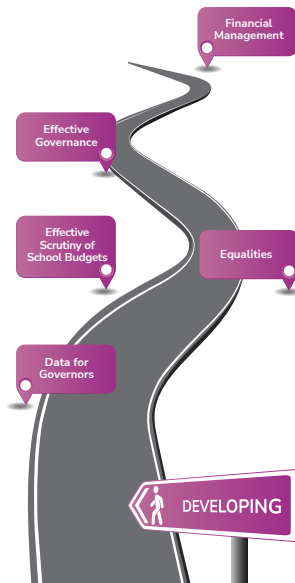 Financial
Management
Effective
Governance
Effective
Scrutiny of
School Budgets
Equalities
Data for
Governors
DEVELOPING